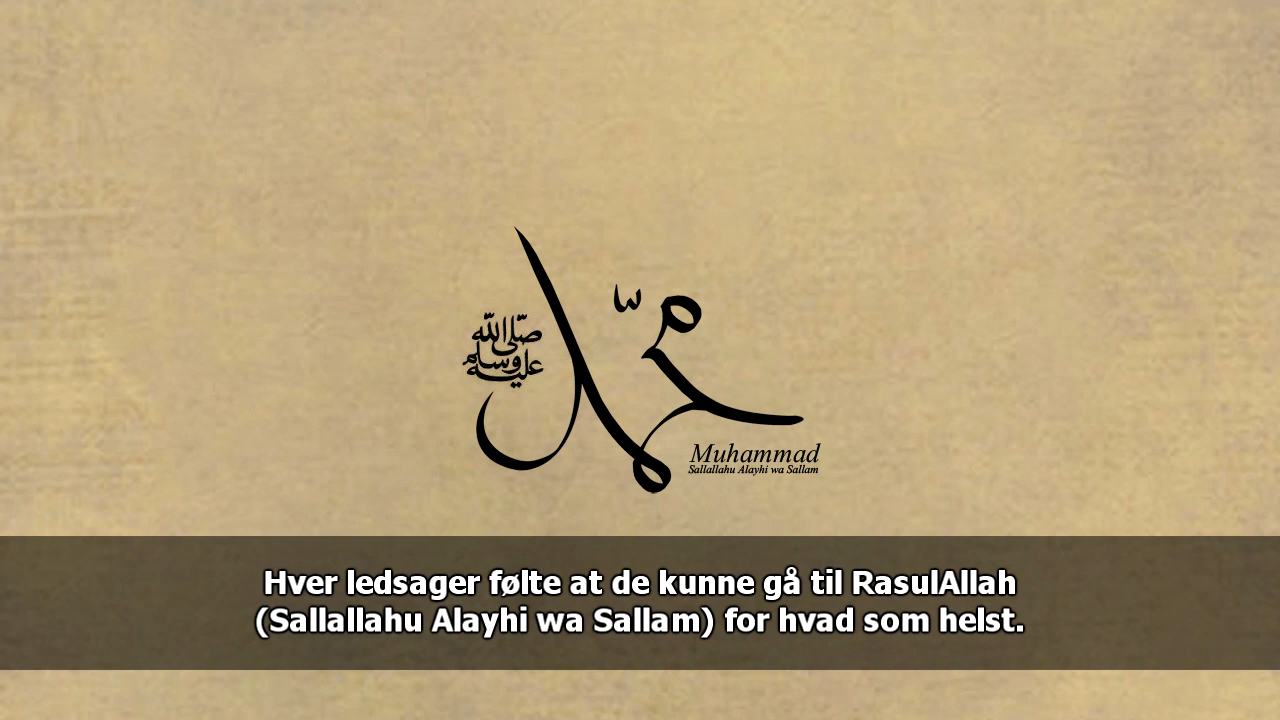 محمد
صلى الله
عليه وسلم
Muhammad
Sallallahu Alayhi wa Sallam
Hver ledsager følte at de kunne gå til RasulAllah
(Sallallahu Alayhi wa Sallam) for hvad som helst.